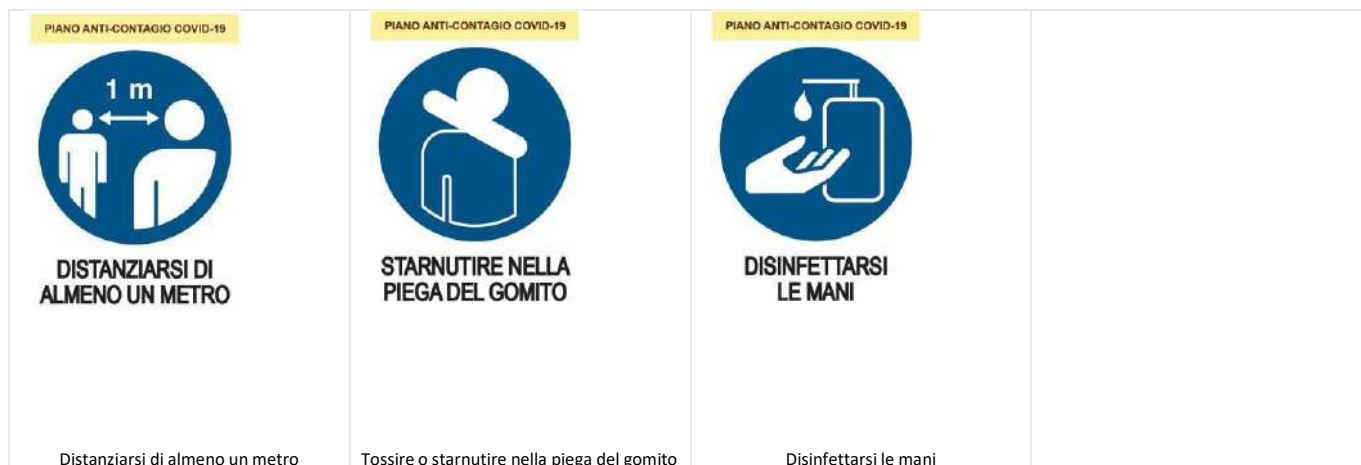 PIANO ANTI-CONTAGIO COVID-19
1 m
DISTANZIARSI DI
ALMENO UN METRO
Distanziarsi di almeno un metro
PIANO ANTI-CONTAGIO COVID-19
STARNUTIRE NELLA
PIEGA DEL GOMITO
Tossire o starnutire nella piega del gomito
PIANO ANTI-CONTAGIO COVID-19
DISINFETTARSI
LE MANI
Disinfettarsi le mani